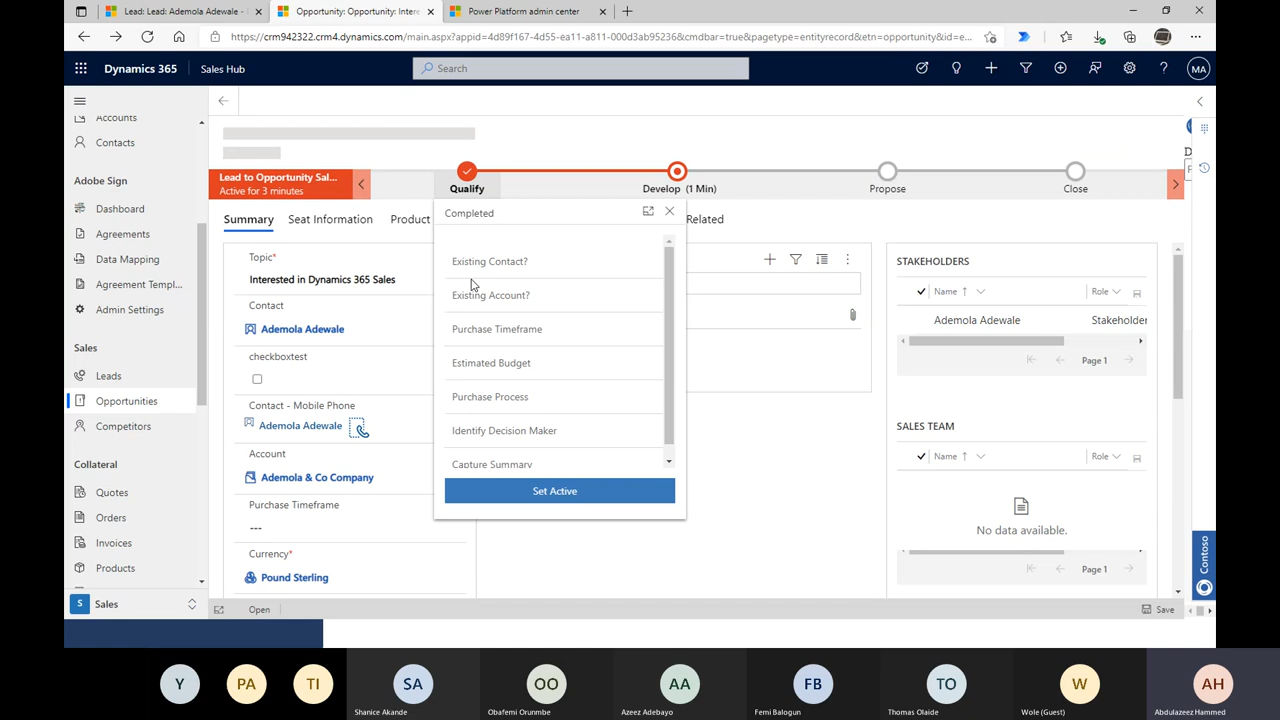 Lead: Lead: Ademola Adewale -
Opportunity: Opportunity: Intere
Power Platform admin center
https://crm942322.crm4.dynamics.com/main.aspx?appid=4d89f167-4d55-ea11-a811-000d3ab95236&cmdbar=true&pagetype=entityrecord&etn=opportunity&id=e...
Dynamics 365
Sales Hub
Search
MA
Accounts
Contacts
Adobe Sign
Dashboard
Agreements
Data Mapping
Agreement Templ...
Admin Settings
Sales
Leads
Opportunities
Competitors
Collateral
Quotes
Orders
Invoices
Products
S Sales
Lead to Opportunity Sal...
Active for 3 minutes
Qualify
Develop (1 Min)
Propose
Close
D
Summary
Seat Information
Product
Related
Topic*
Interested in Dynamics 365 Sales
Contact
Ademola Adewale
checkboxtest
Contact - Mobile Phone
Ademola Adewale
Account
Ademola & Co Company
Purchase Timeframe
---
Currency*
Pound Sterling
Completed
Existing Contact?
Existing Account?
Purchase Timeframe
Estimated Budget
Purchase Process
Identify Decision Maker
Capture Summary
Set Active
STAKEHOLDERS
Name
Role
Ademola Adewale
Stakeholder
Page 1
SALES TEAM
Name
Role
No data available.
Page 1
Contoso
Open
Save
Y
PA
TI
SA
Shanice Akande
OO
Obafemi Orunmbe
AA
Azeez Adebayo
FB
Femi Balogun
TO
Thomas Olaide
W
Wole (Guest)
AH
Abdulazeez Hammed